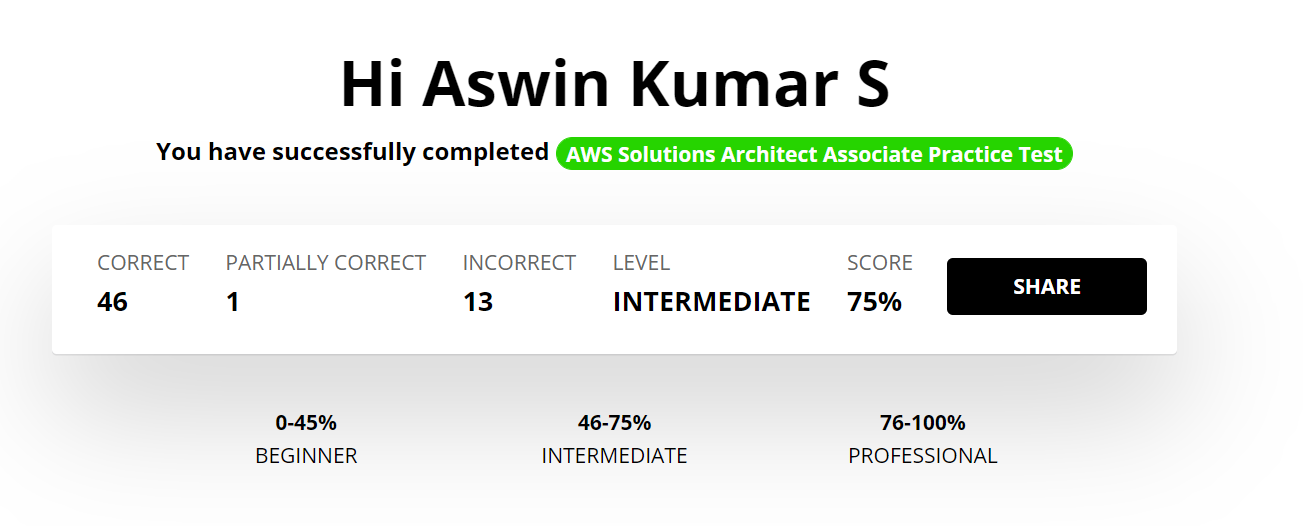 Hi Aswin Kumar S
You have successfully completed AWS Solutions Architect Associate Practice Test
CORRECT PARTIALLY CORRECT INCORRECT LEVEL SCORE
46 1 13 INTERMEDIATE 75%
SHARE
0-45% 46-75% 76-100%
BEGINNER INTERMEDIATE PROFESSIONAL